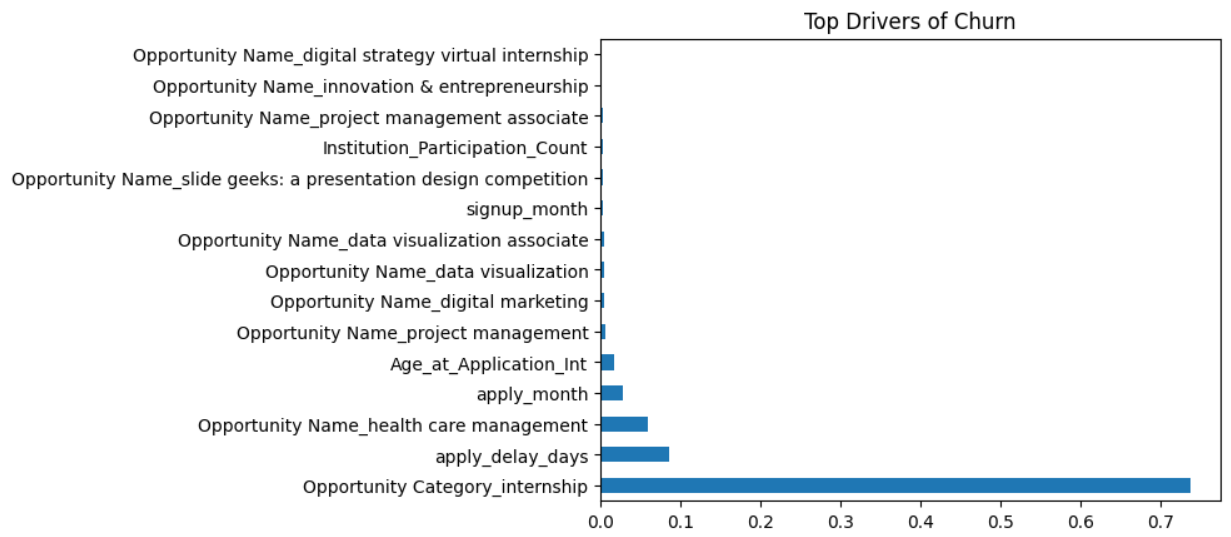 Top Drivers of Churn
Opportunity Name_digital strategy virtual internship
Opportunity Name_innovation & entrepreneurship
Opportunity Name_project management associate
Institution_Participation_Count
Opportunity Name_slide geeks: a presentation design competition
signup_month
Opportunity Name_data visualization associate
Opportunity Name_data visualization
Opportunity Name_digital marketing
Opportunity Name_project management
Age_at_Application_Int
apply_month
Opportunity Name_health care management
apply_delay_days
Opportunity Category_internship
0.0 0.1 0.2 0.3 0.4 0.5 0.6 0.7